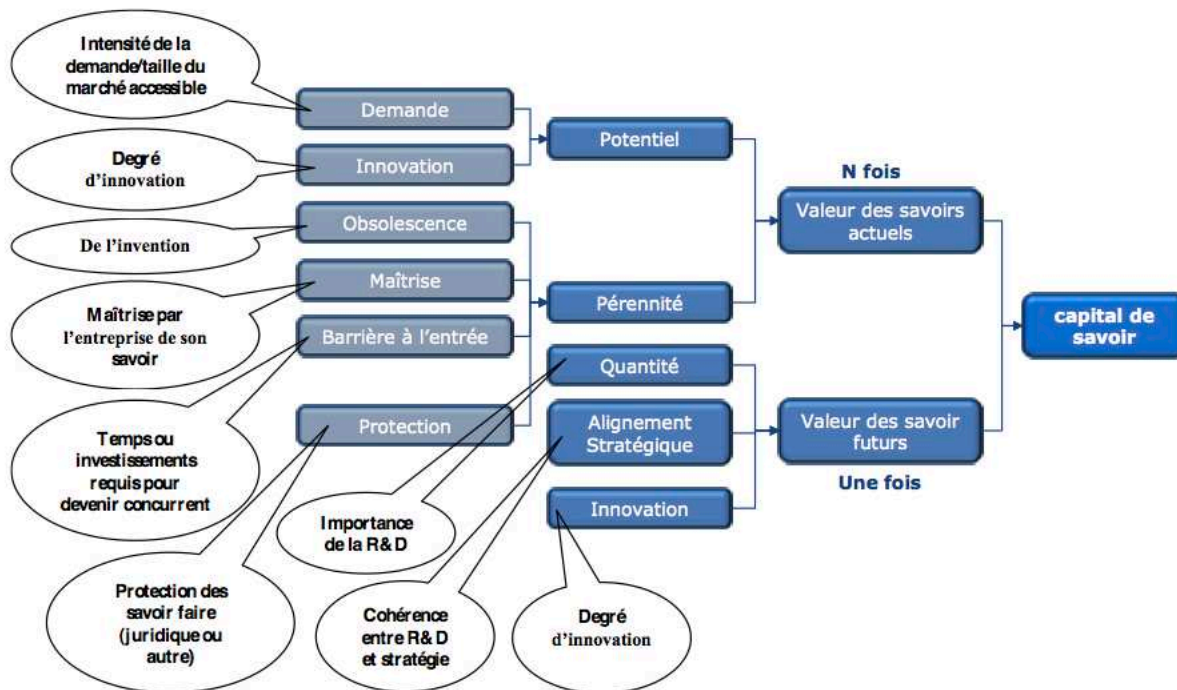 Intensité de la
demande/taille du
marché accessible
Demande
Potentiel
Degré
d'innovation
Innovation
N fois
Obsolescence
Valeur des savoirs
actuels
De l'invention
Maîtrise
Pérennité
Maîtrise par
l'entreprise de son
savoir
Barrière à l'entrée
capital de
savoir
Quantité
Protection
Alignement
Stratégique
Valeur des savoir
futurs
Une fois
Temps ou
investissements
requis pour
devenir concurrent
Innovation
Importance
de la R&D
Protection des
savoir faire
(juridique ou
autre)
Cohérence
entre R&D
et stratégie
Degré
d'innovation